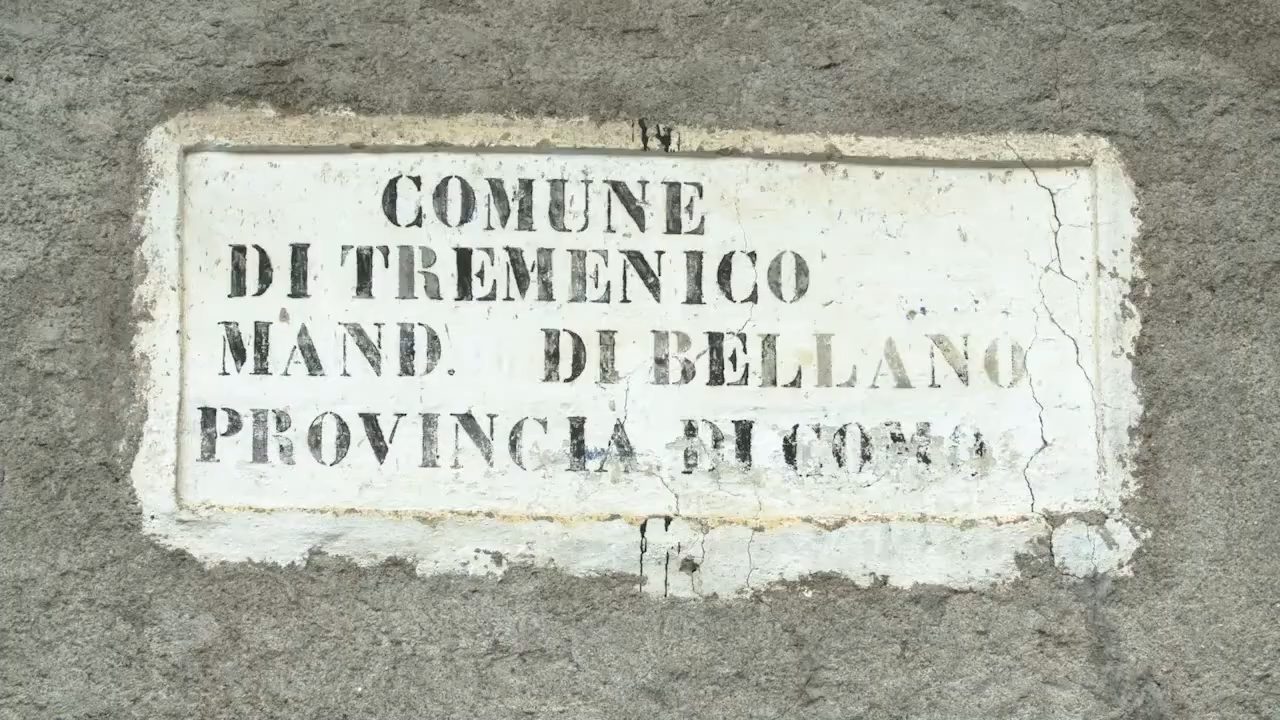 COMUNE
DI TREMENICO
MAND. DI BELLANO
PROVINCIA DI COMO